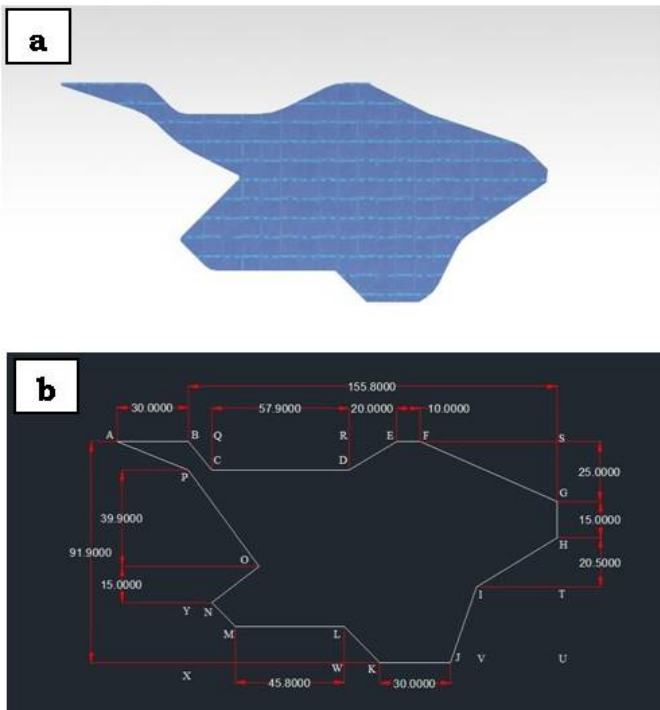 a
b
155.8000
30.0000 57.9000 20.0000 10.0000
A B Q R E F S
C D
25.0000
P
G
39.9000 15.0000
H
91.9000 20.5000
O
15.0000 I T
Y N
M L
W K J V U
X
45.8000 30.0000